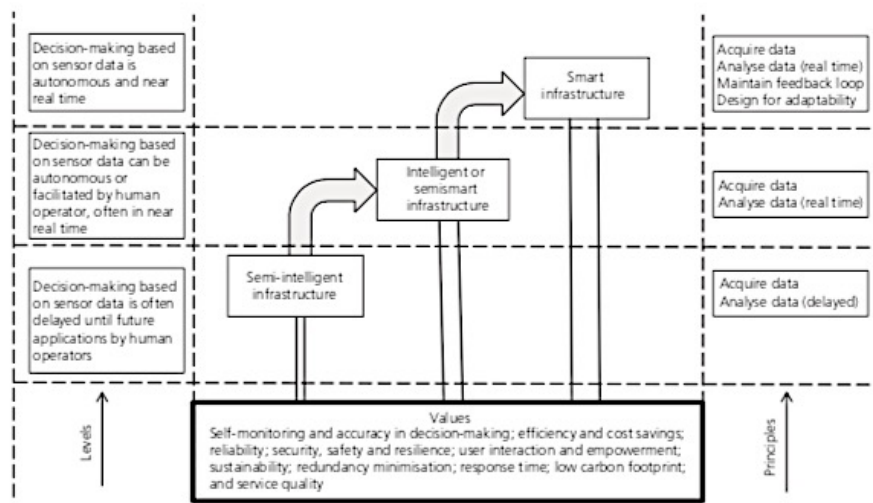 Decision-making based
on sensor data is
autonomous and near
real time
Smart
infrastructure
Acquire data
Analyse data (real time)
Maintain feedback loop
Design for adaptability
Decision-making based
on sensor data can be
autonomous or
facilitated by human
operator, often in near
real time
Intelligent or
semismart
infrastructure
Acquire data
Analyse data (real time)
Decision-making based
on sensor data is often
delayed until future
applications by human
operators
Semi-intelligent
infrastructure
Acquire data
Analyse data (delayed)
Levels
Values
Self-monitoring and accuracy in decision-making; efficiency and cost savings;
reliability; security, safety and resilience; user interaction and empowerment;
sustainability; redundancy minimisation; response time; low carbon footprint;
and service quality
Principles